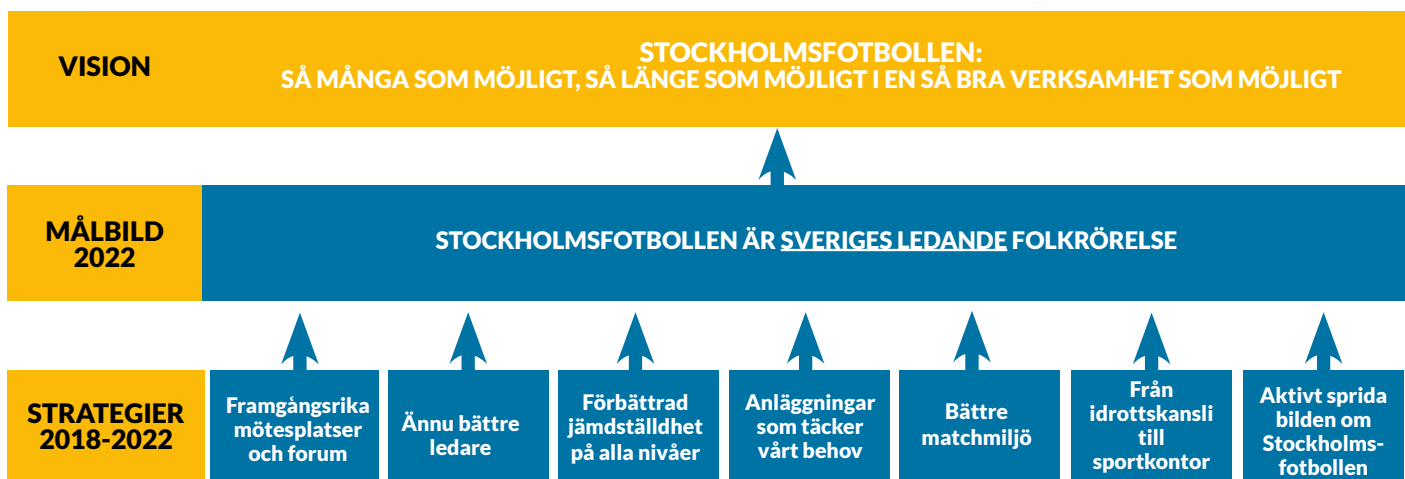 VISION
STOCKHOLMSFOTBOLLEN:
SÅ MÅNGA SOM MÖJLIGT, SÅ LÄNGE SOM MÖJLIGT I EN SÅ BRA VERKSAMHET SOM MÖJLIGT
MÅLBILD
2022
STOCKHOLMSFOTBOLLEN ÄR SVERIGES LEDANDE FOLKRÖRELSE
STRATEGIER
2018-2022
Framgångsrika
mötesplatser
och forum
Ännu bättre
ledare
Förbättrad
jämdställdhet
på alla nivåer
Anläggningar
som täcker
vårt behov
Bättre
matchmiljö
Från
idrottskansli
till
sportkontor
Aktivt sprida
bilden om
Stockholms-
fotbollen